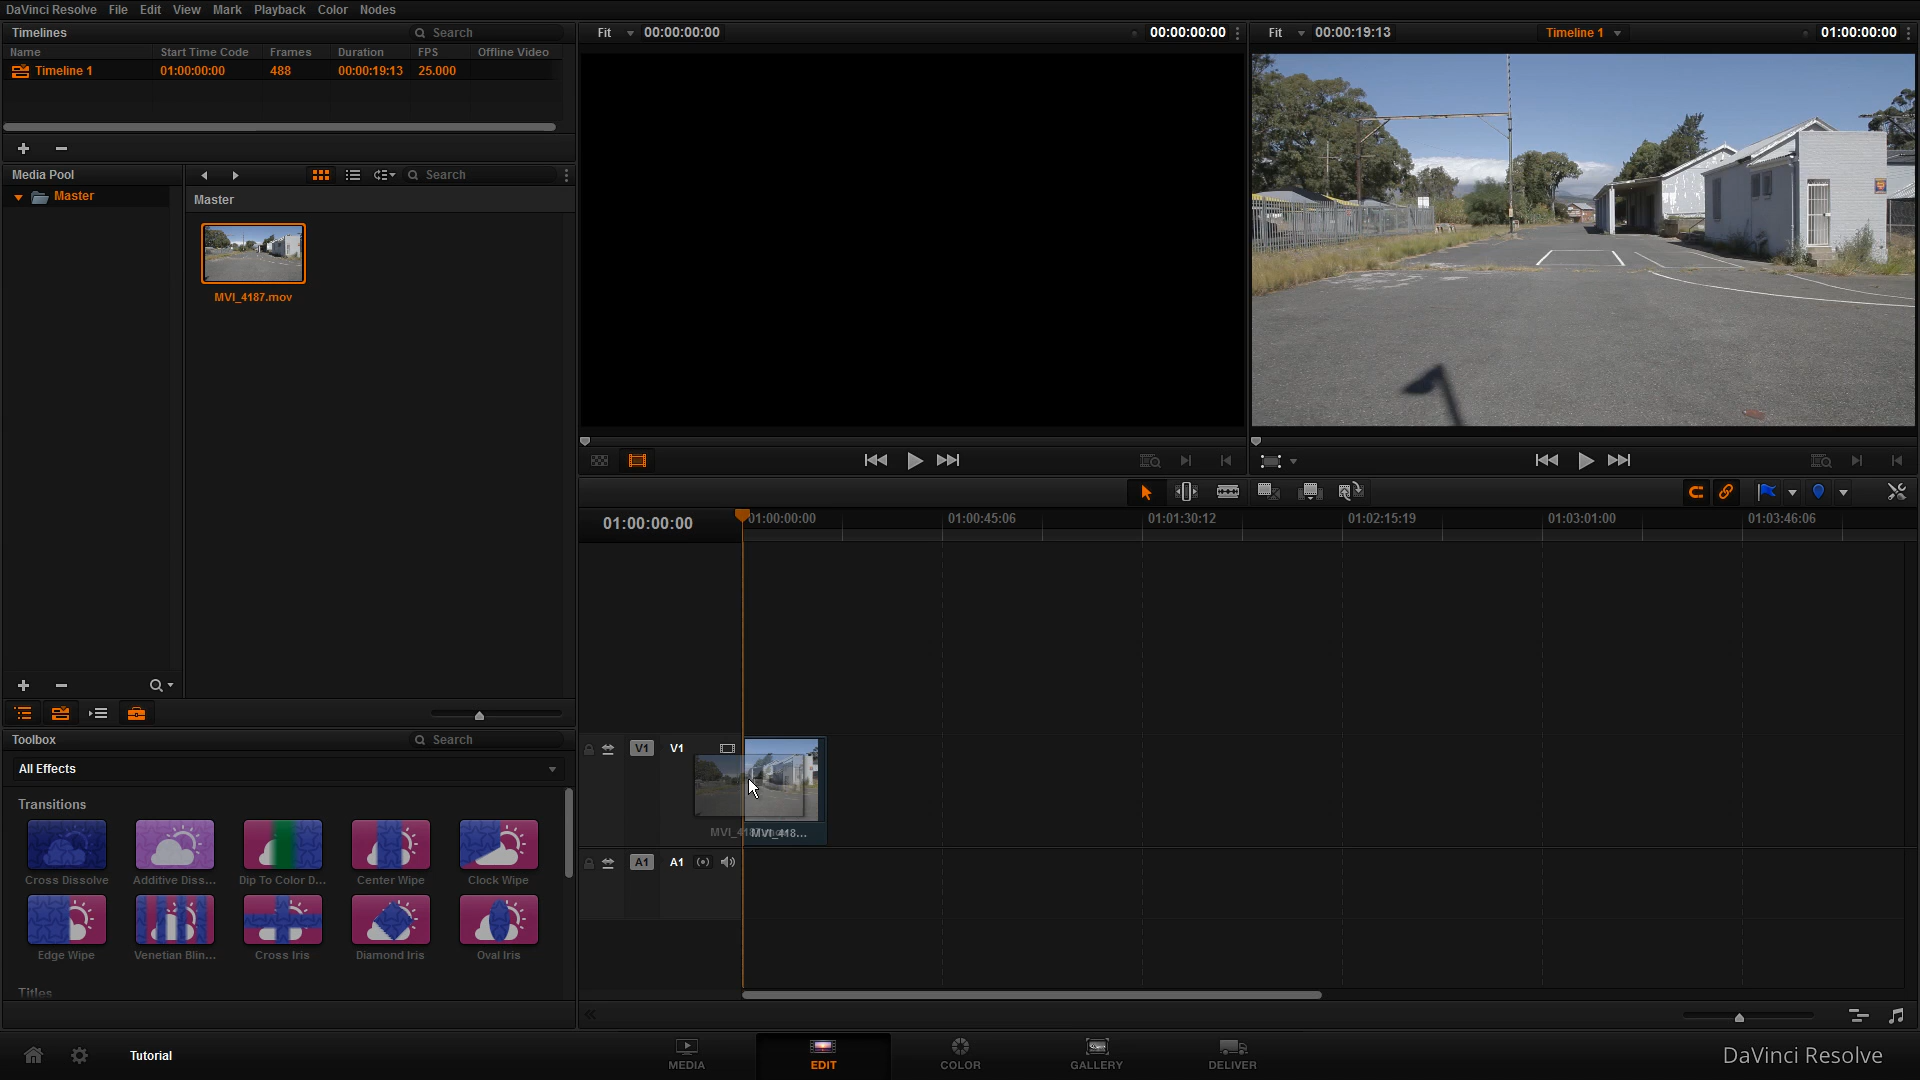 DaVinci Resolve File Edit View Mark Playback Color Nodes
Timelines Search
Name Start Time Code Frames Duration FPS Offline Video
Timeline 1 01:00:00:00 488 00:00:19:13 25.000
Fit 00:00:00:00 00:00:00:00
Fit 00:00:19:13 Timeline 1 01:00:00:00
Media Pool Search
Master
Master
MVI_4187.mov
01:00:00:00 01:00:00:00 01:00:45:06 01:01:30:12 01:02:15:19 01:03:01:00 01:03:46:06
V1 V1
MVI_418...
A1 A1
Toolbox Search
All Effects
Transitions
Cross Dissolve Additive Diss... Dip To Color D... Center Wipe Clock Wipe
Edge Wipe Venetian Blin... Cross Iris Diamond Iris Oval Iris
Titles
Tutorial MEDIA EDIT COLOR GALLERY DELIVER DaVinci Resolve